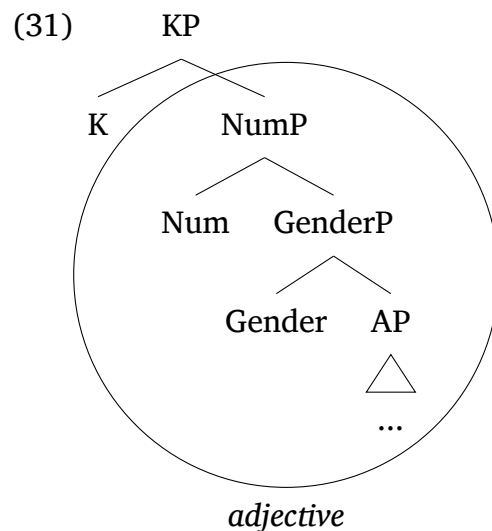 (31) KP
K NumP
Num GenderP
Gender AP
...
adjective